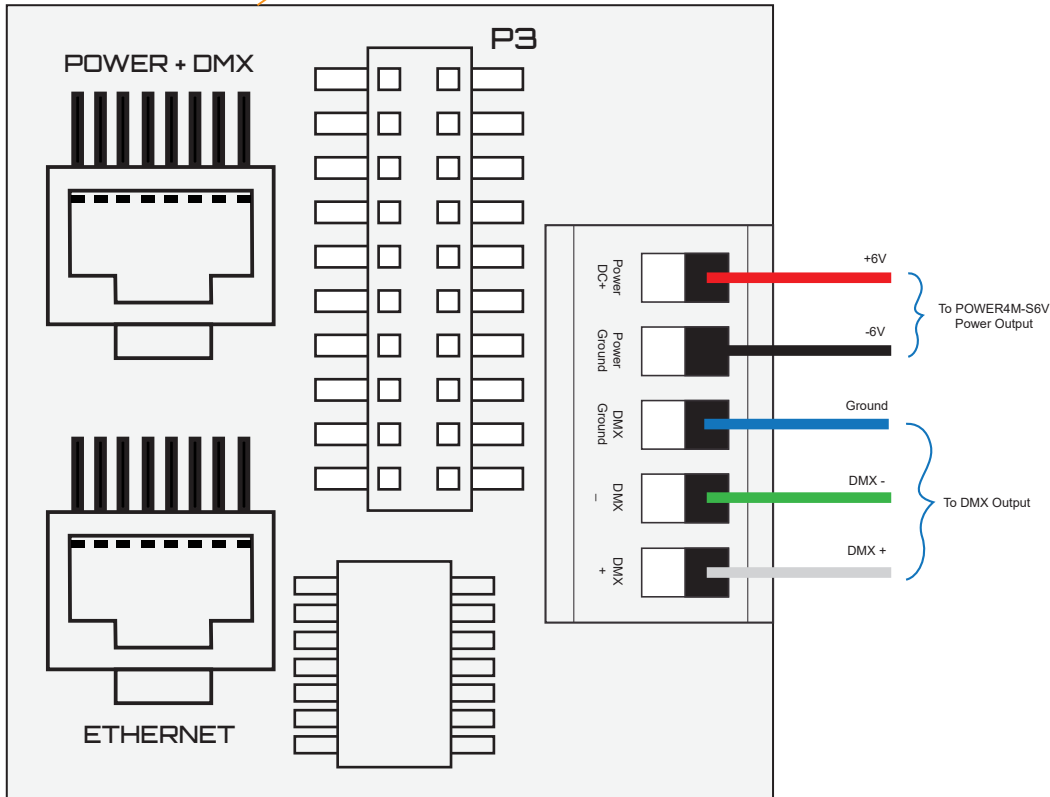 P3
POWER + DMX
Power
DC+
+6V
To POWER4M-S6V
Power Output
Power
Ground
-6V
DMX
Ground
Ground
DMX
–
DMX -
To DMX Output
DMX
+
DMX +
ETHERNET